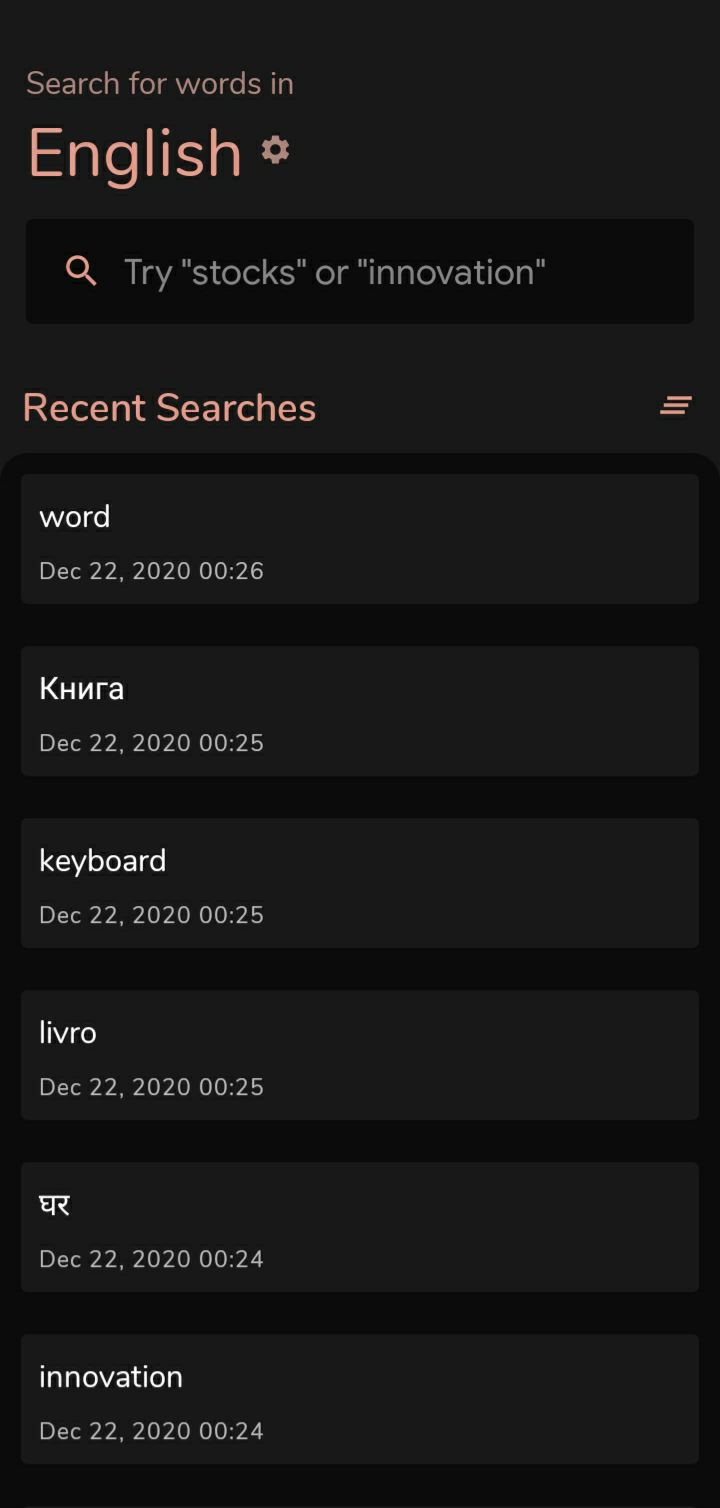 Search for words in
English
Try "stocks" or "innovation"
Recent Searches
word
Dec 22, 2020 00:26
Книга
Dec 22, 2020 00:25
keyboard
Dec 22, 2020 00:25
livro
Dec 22, 2020 00:25
घर
Dec 22, 2020 00:24
innovation
Dec 22, 2020 00:24